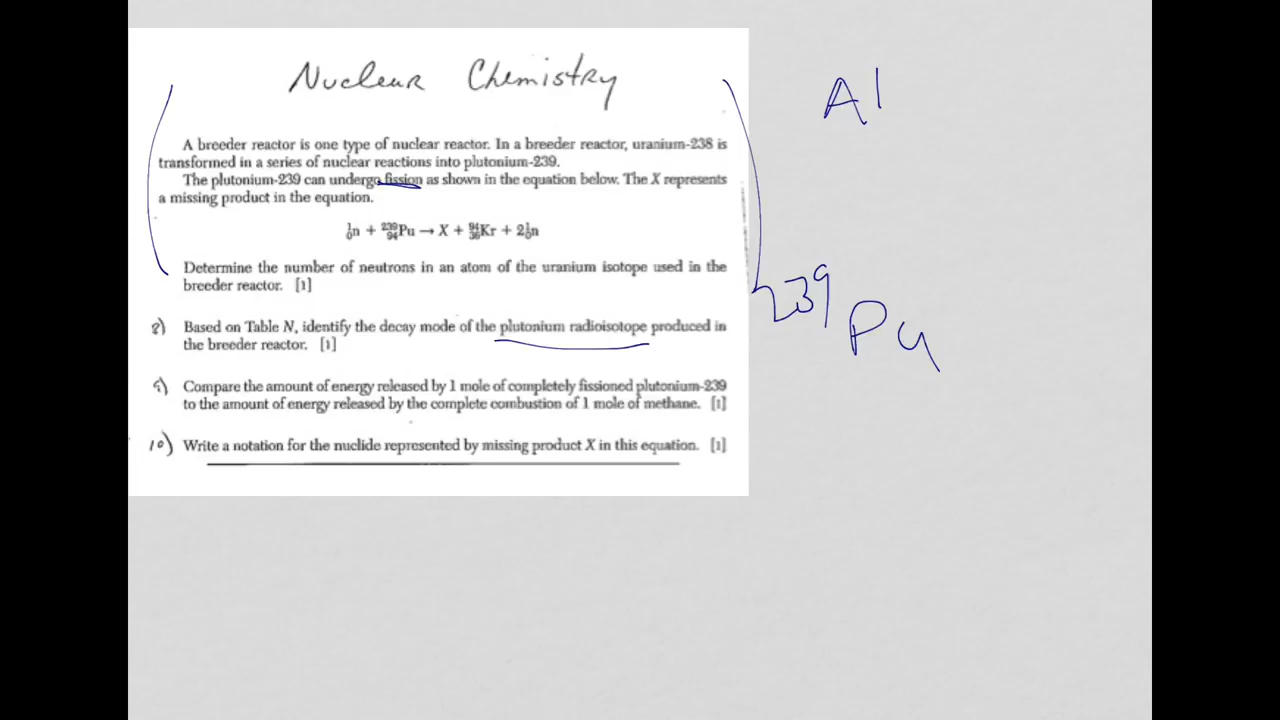 Nuclear Chemistry
A breeder reactor is one type of nuclear reactor. In a breeder reactor, uranium-238 is
transformed in a series of nuclear reactions into plutonium-239.
The plutonium-239 can undergo fission as shown in the equation below. The X represents
a missing product in the equation.
¹₀n + ²³⁹₉₄Pu → X + ⁹⁴₃₆Kr + 2¹₀n
Determine the number of neutrons in an atom of the uranium isotope used in the
breeder reactor. [1]
8) Based on Table N, identify the decay mode of the plutonium radioisotope produced in
the breeder reactor. [1]
9) Compare the amount of energy released by 1 mole of completely fissioned plutonium-239
to the amount of energy released by the complete combustion of 1 mole of methane. [1]
10) Write a notation for the nuclide represented by missing product X in this equation. [1]
Al
²³⁹Pu